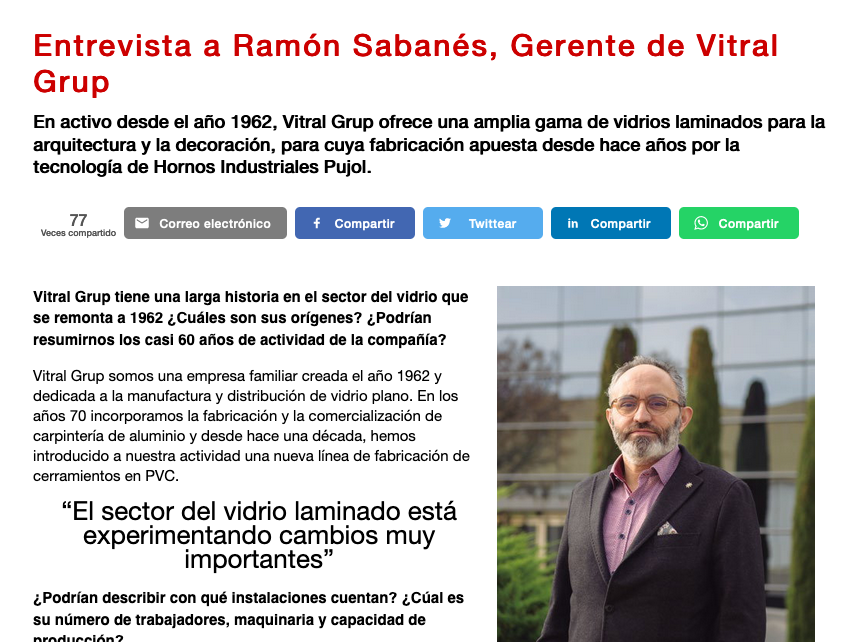 Entrevista a Ramón Sabanés, Gerente de Vitral
Grup
En activo desde el año 1962, Vitral Grup ofrece una amplia gama de vidrios laminados para la
arquitectura y la decoración, para cuya fabricación apuesta desde hace años por la
tecnología de Hornos Industriales Pujol.
77
Veces compartido
Correo electrónico
Compartir
Twittear
Compartir
Compartir
Vitral Grup tiene una larga historia en el sector del vidrio que
se remonta a 1962 ¿Cuáles son sus orígenes? ¿Podrían
resumirnos los casi 60 años de actividad de la compañía?
Vitral Grup somos una empresa familiar creada el año 1962 y
dedicada a la manufactura y distribución de vidrio plano. En los
años 70 incorporamos la fabricación y la comercialización de
carpintería de aluminio y desde hace una década, hemos
introducido a nuestra actividad una nueva línea de fabricación de
cerramientos en PVC.
“El sector del vidrio laminado está
experimentando cambios muy
importantes”
¿Podrían describir con qué instalaciones cuentan? ¿Cúal es
su número de trabajadores, maquinaria y capacidad de
producción?